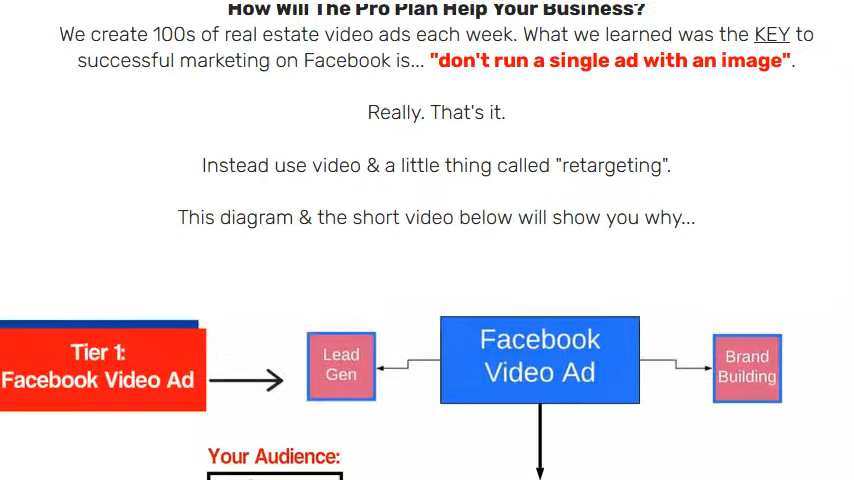 How Will The Pro Plan Help Your Business?
We create 100s of real estate video ads each week. What we learned was the KEY to
successful marketing on Facebook is... "don't run a single ad with an image".
Really. That's it.
Instead use video & a little thing called "retargeting".
This diagram & the short video below will show you why...
Tier 1:
Facebook Video Ad
Lead
Gen
Facebook
Video Ad
Brand
Building
Your Audience: